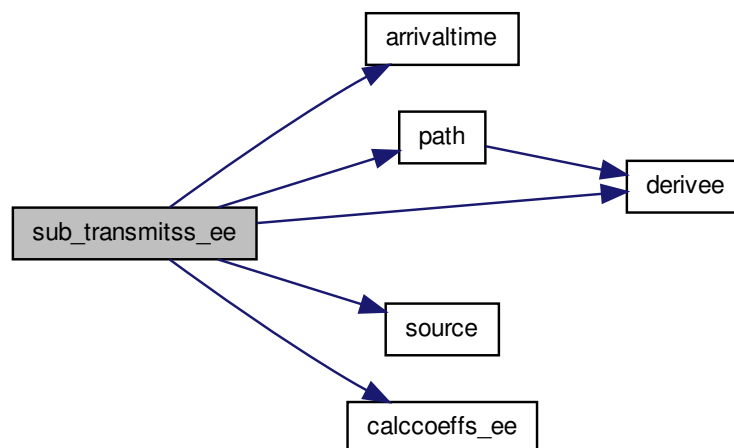 arrivaltime
path
derivee
sub_transmitss_ee
source
calccoeffs_ee